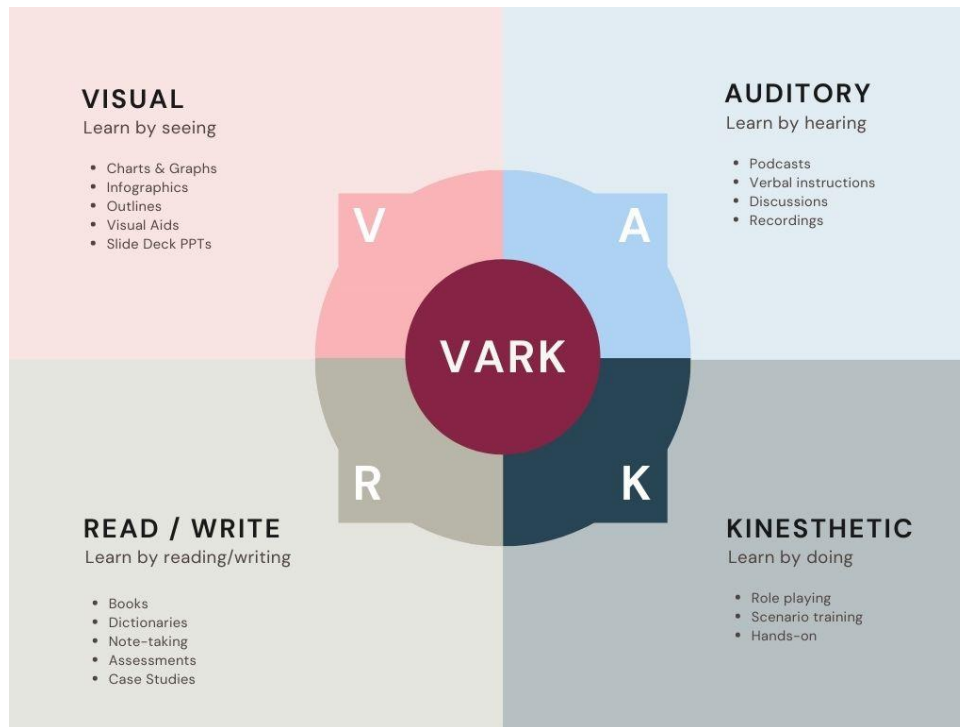 VISUAL
Learn by seeing
• Charts & Graphs
• Infographics
• Outlines
• Visual Aids
• Slide Deck PPTs
AUDITORY
Learn by hearing
• Podcasts
• Verbal instructions
• Discussions
• Recordings
V
A
VARK
R
K
READ / WRITE
Learn by reading/writing
• Books
• Dictionaries
• Note-taking
• Assessments
• Case Studies
KINESTHETIC
Learn by doing
• Role playing
• Scenario training
• Hands-on